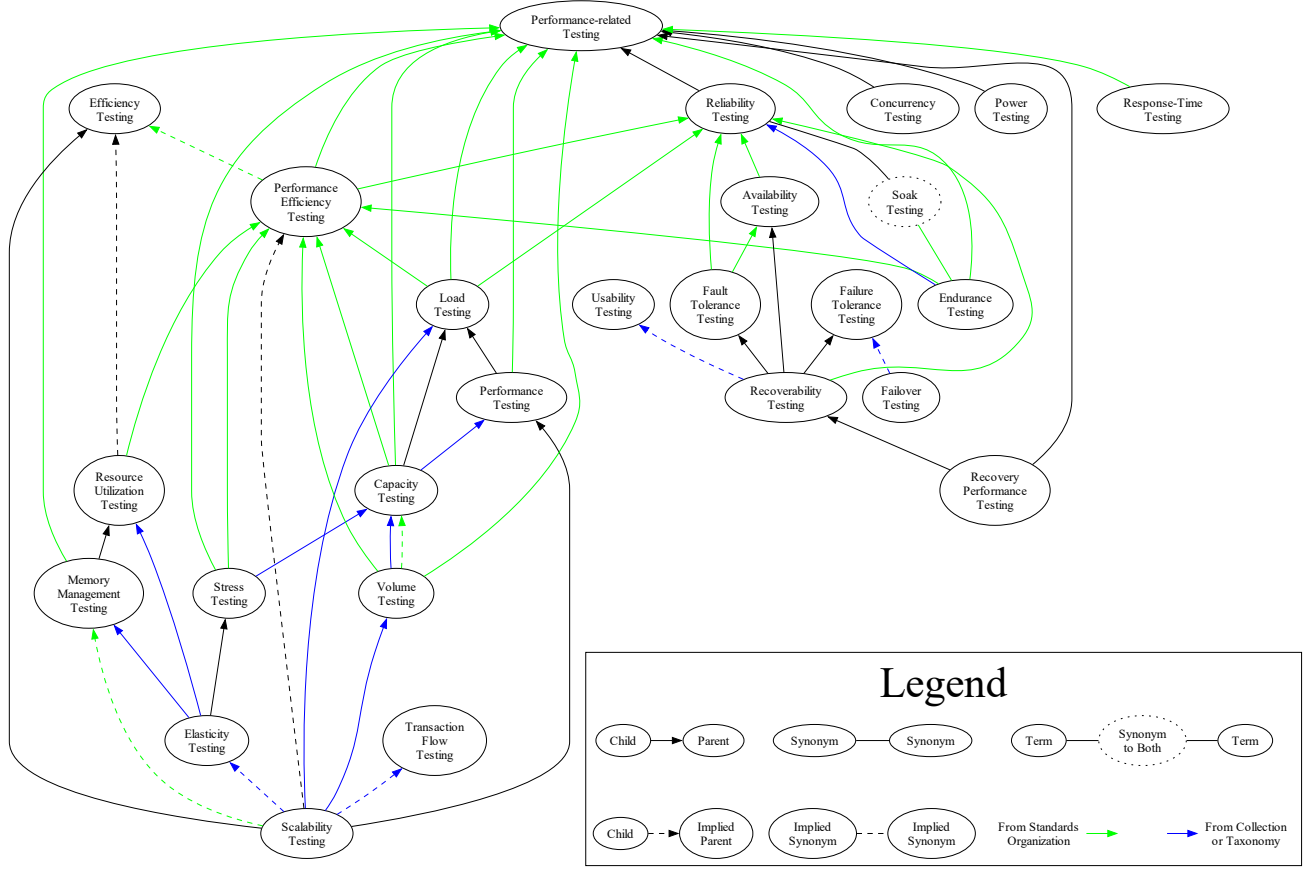 Performance-related
Testing
Efficiency
Testing
Reliability
Testing
Concurrency
Testing
Power
Testing
Response-Time
Testing
Performance
Efficiency
Testing
Availability
Testing
Soak
Testing
Load
Testing
Usability
Testing
Fault
Tolerance
Testing
Failure
Tolerance
Testing
Endurance
Testing
Performance
Testing
Recoverability
Testing
Failover
Testing
Resource
Utilization
Testing
Capacity
Testing
Recovery
Performance
Testing
Memory
Management
Testing
Stress
Testing
Volume
Testing
Elasticity
Testing
Transaction
Flow
Testing
Scalability
Testing
Legend
Child
Parent
Synonym
Synonym
Term
Synonym
to Both
Term
Child
Implied
Parent
Implied
Synonym
Implied
Synonym
From Standards
Organization
From Collection
or Taxonomy